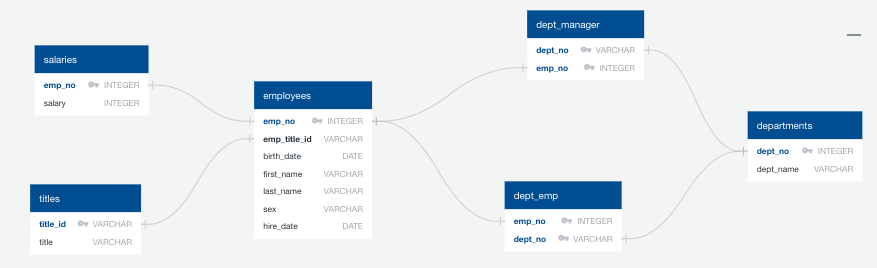 salaries
emp_no INTEGER
salary INTEGER
titles
title_id VARCHAR
title VARCHAR
employees
emp_no INTEGER
emp_title_id VARCHAR
birth_date DATE
first_name VARCHAR
last_name VARCHAR
sex VARCHAR
hire_date DATE
dept_manager
dept_no VARCHAR
emp_no INTEGER
dept_emp
emp_no INTEGER
dept_no VARCHAR
departments
dept_no INTEGER
dept_name VARCHAR